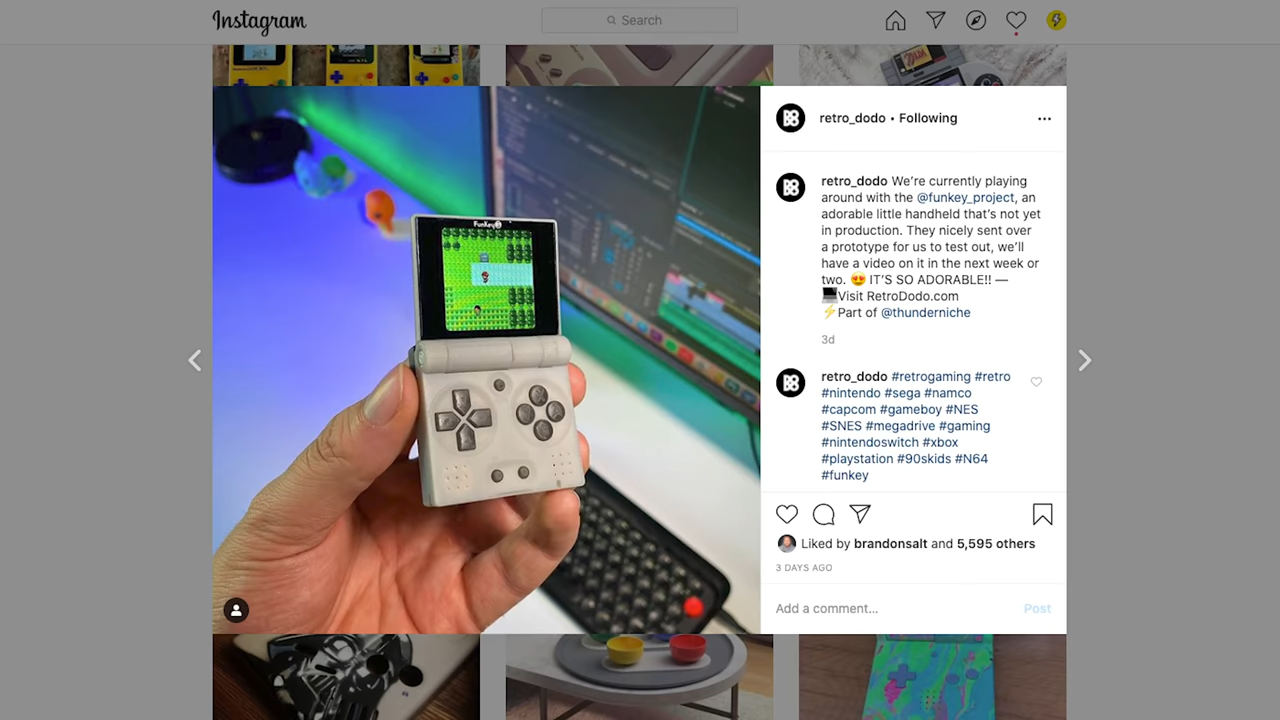 Instagram
Search
retro_dodo • Following
FunKey S
retro_dodo We're currently playing
around with the @funkey_project, an
adorable little handheld that's not yet
in production. They nicely sent over
a prototype for us to test out, we'll
have a video on it in the next week or
two. 😍 IT'S SO ADORABLE!! —
💻Visit RetroDodo.com
⚡Part of @thunderniche
3d
retro_dodo #retrogaming #retro
#nintendo #sega #namco
#capcom #gameboy #NES
#SNES #megadrive #gaming
#nintendoswitch #xbox
#playstation #90skids #N64
#funkey
Liked by brandonsalt and 5,595 others
3 DAYS AGO
Add a comment...
Post